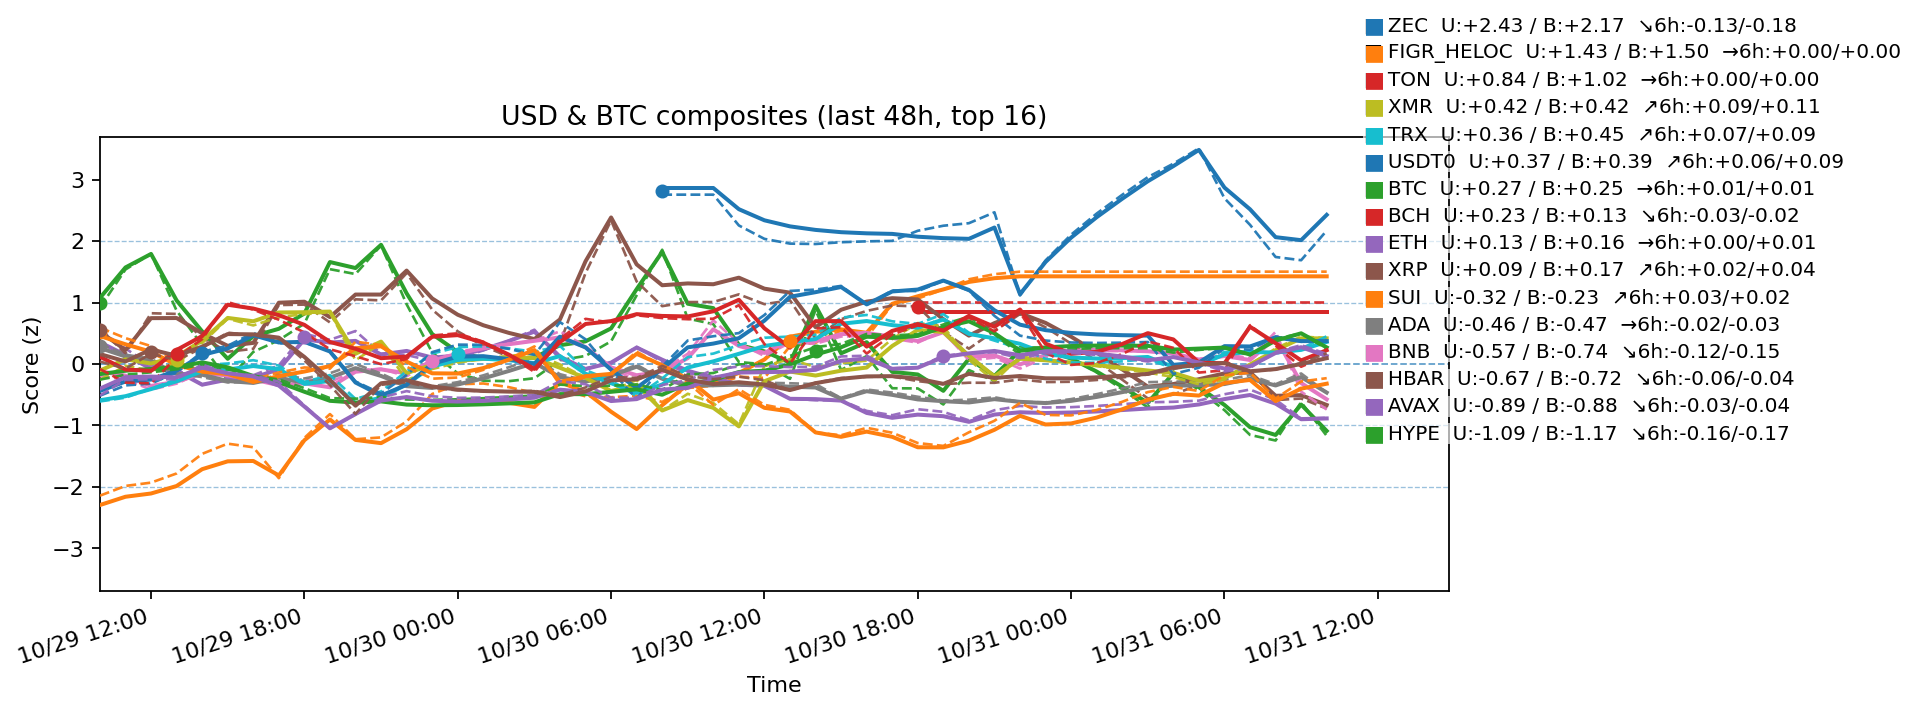 ZEC U:+2.43 / B:+2.17 ↘6h:-0.13/-0.18
FIGR_HELOC U:+1.43 / B:+1.50 →6h:+0.00/+0.00
TON U:+0.84 / B:+1.02 →6h:+0.00/+0.00
XMR U:+0.42 / B:+0.42 ↗6h:+0.09/+0.11
TRX U:+0.36 / B:+0.45 ↗6h:+0.07/+0.09
USDT0 U:+0.37 / B:+0.39 ↗6h:+0.06/+0.09
BTC U:+0.27 / B:+0.25 →6h:+0.01/+0.01
BCH U:+0.23 / B:+0.13 ↘6h:-0.03/-0.02
ETH U:+0.13 / B:+0.16 →6h:+0.00/+0.01
XRP U:+0.09 / B:+0.17 ↗6h:+0.02/+0.04
SUI U:-0.32 / B:-0.23 ↗6h:+0.03/+0.02
ADA U:-0.46 / B:-0.47 →6h:-0.02/-0.03
BNB U:-0.57 / B:-0.74 ↘6h:-0.12/-0.15
HBAR U:-0.67 / B:-0.72 ↘6h:-0.06/-0.04
AVAX U:-0.89 / B:-0.88 ↘6h:-0.03/-0.04
HYPE U:-1.09 / B:-1.17 ↘6h:-0.16/-0.17
USD & BTC composites (last 48h, top 16)
Score (z)
3
2
1
0
−1
−2
−3
10/29 12:00
10/29 18:00
10/30 00:00
10/30 06:00
10/30 12:00
10/30 18:00
10/31 00:00
10/31 06:00
10/31 12:00
Time